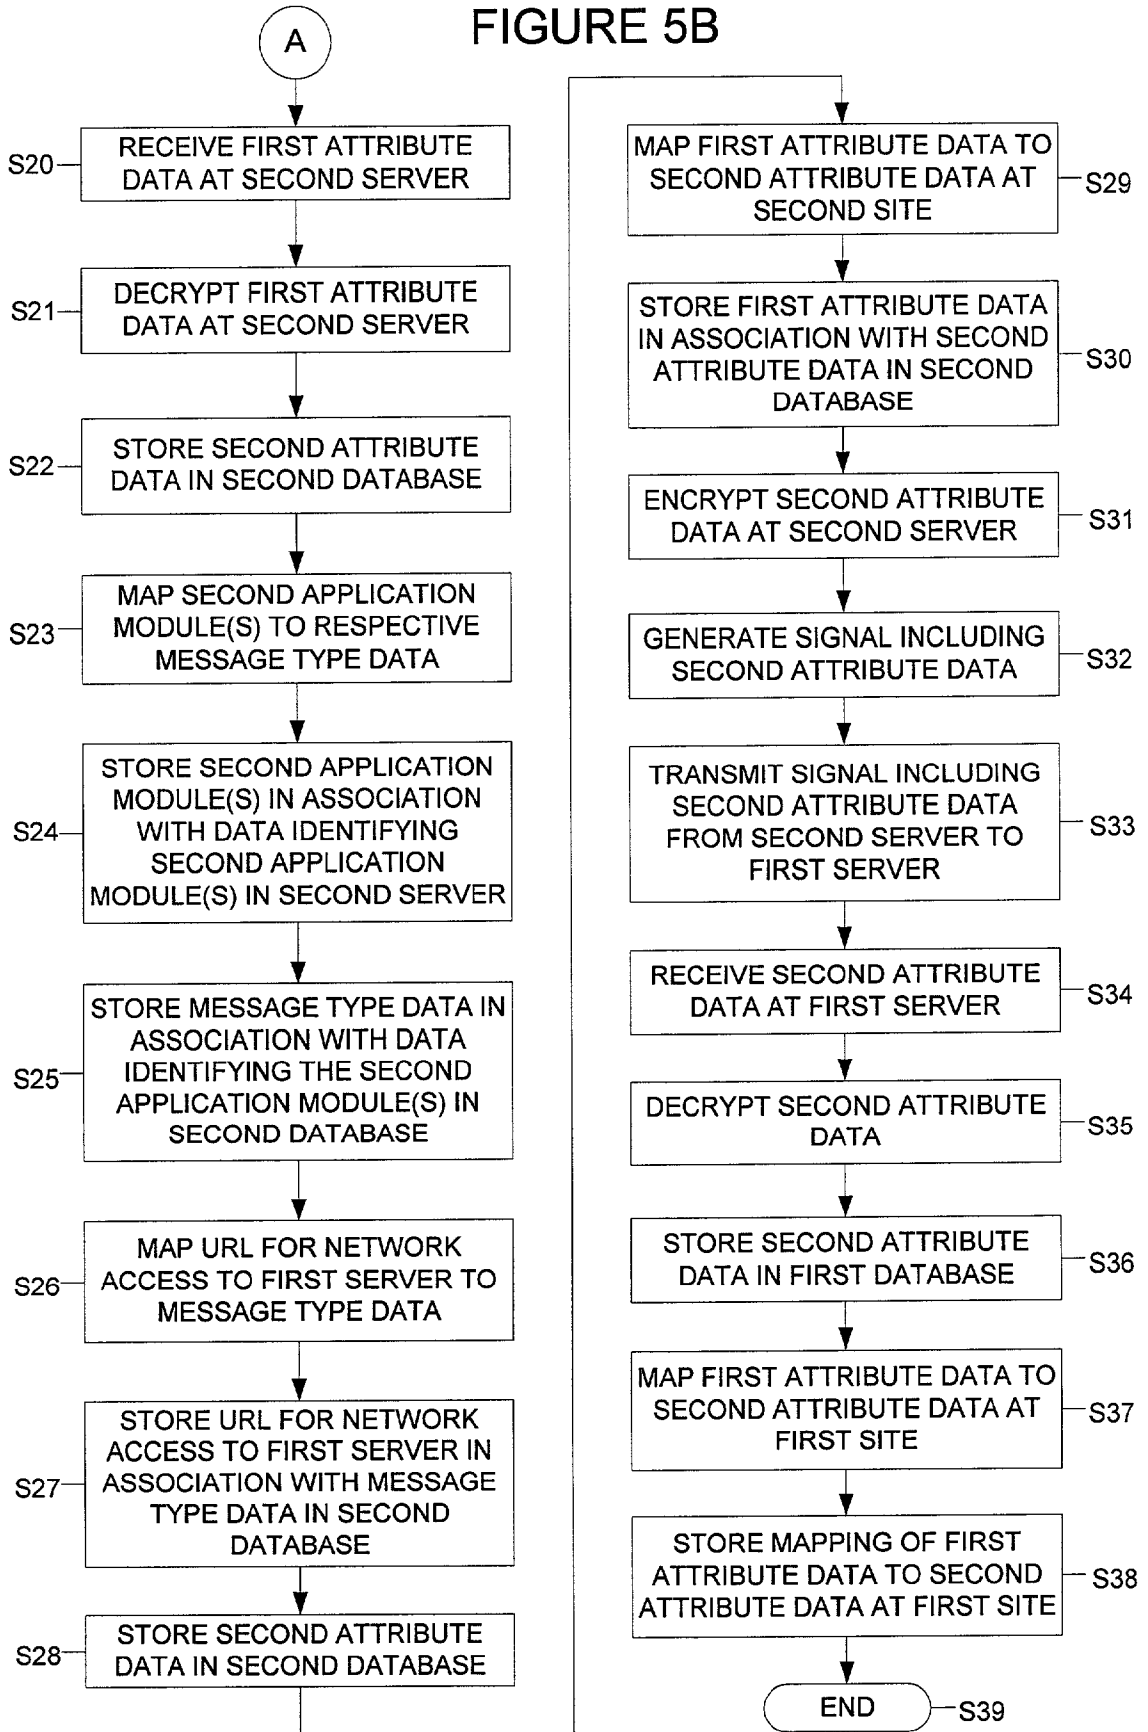 FIGURE 5B
A
S20
RECEIVE FIRST ATTRIBUTE
DATA AT SECOND SERVER
S21
DECRYPT FIRST ATTRIBUTE
DATA AT SECOND SERVER
S22
STORE SECOND ATTRIBUTE
DATA IN SECOND DATABASE
S23
MAP SECOND APPLICATION
MODULE(S) TO RESPECTIVE
MESSAGE TYPE DATA
S24
STORE SECOND APPLICATION
MODULE(S) IN ASSOCIATION
WITH DATA IDENTIFYING
SECOND APPLICATION
MODULE(S) IN SECOND SERVER
S25
STORE MESSAGE TYPE DATA IN
ASSOCIATION WITH DATA
IDENTIFYING THE SECOND
APPLICATION MODULE(S) IN
SECOND DATABASE
S26
MAP URL FOR NETWORK
ACCESS TO FIRST SERVER TO
MESSAGE TYPE DATA
S27
STORE URL FOR NETWORK
ACCESS TO FIRST SERVER IN
ASSOCIATION WITH MESSAGE
TYPE DATA IN SECOND
DATABASE
S28
STORE SECOND ATTRIBUTE
DATA IN SECOND DATABASE
MAP FIRST ATTRIBUTE DATA TO
SECOND ATTRIBUTE DATA AT
SECOND SITE
S29
STORE FIRST ATTRIBUTE DATA
IN ASSOCIATION WITH SECOND
ATTRIBUTE DATA IN SECOND
DATABASE
S30
ENCRYPT SECOND ATTRIBUTE
DATA AT SECOND SERVER
S31
GENERATE SIGNAL INCLUDING
SECOND ATTRIBUTE DATA
S32
TRANSMIT SIGNAL INCLUDING
SECOND ATTRIBUTE DATA
FROM SECOND SERVER TO
FIRST SERVER
S33
RECEIVE SECOND ATTRIBUTE
DATA AT FIRST SERVER
S34
DECRYPT SECOND ATTRIBUTE
DATA
S35
STORE SECOND ATTRIBUTE
DATA IN FIRST DATABASE
S36
MAP FIRST ATTRIBUTE DATA TO
SECOND ATTRIBUTE DATA AT
FIRST SITE
S37
STORE MAPPING OF FIRST
ATTRIBUTE DATA TO SECOND
ATTRIBUTE DATA AT FIRST SITE
S38
END
S39